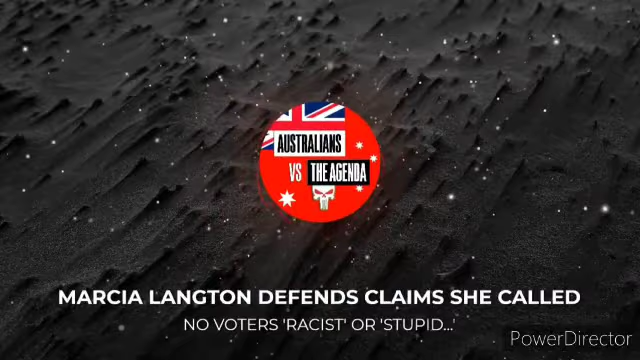 AUSTRALIANS
VS THE AGENDA
MARCIA LANGTON DEFENDS CLAIMS SHE CALLED
NO VOTERS 'RACIST' OR 'STUPID...'
PowerDirector